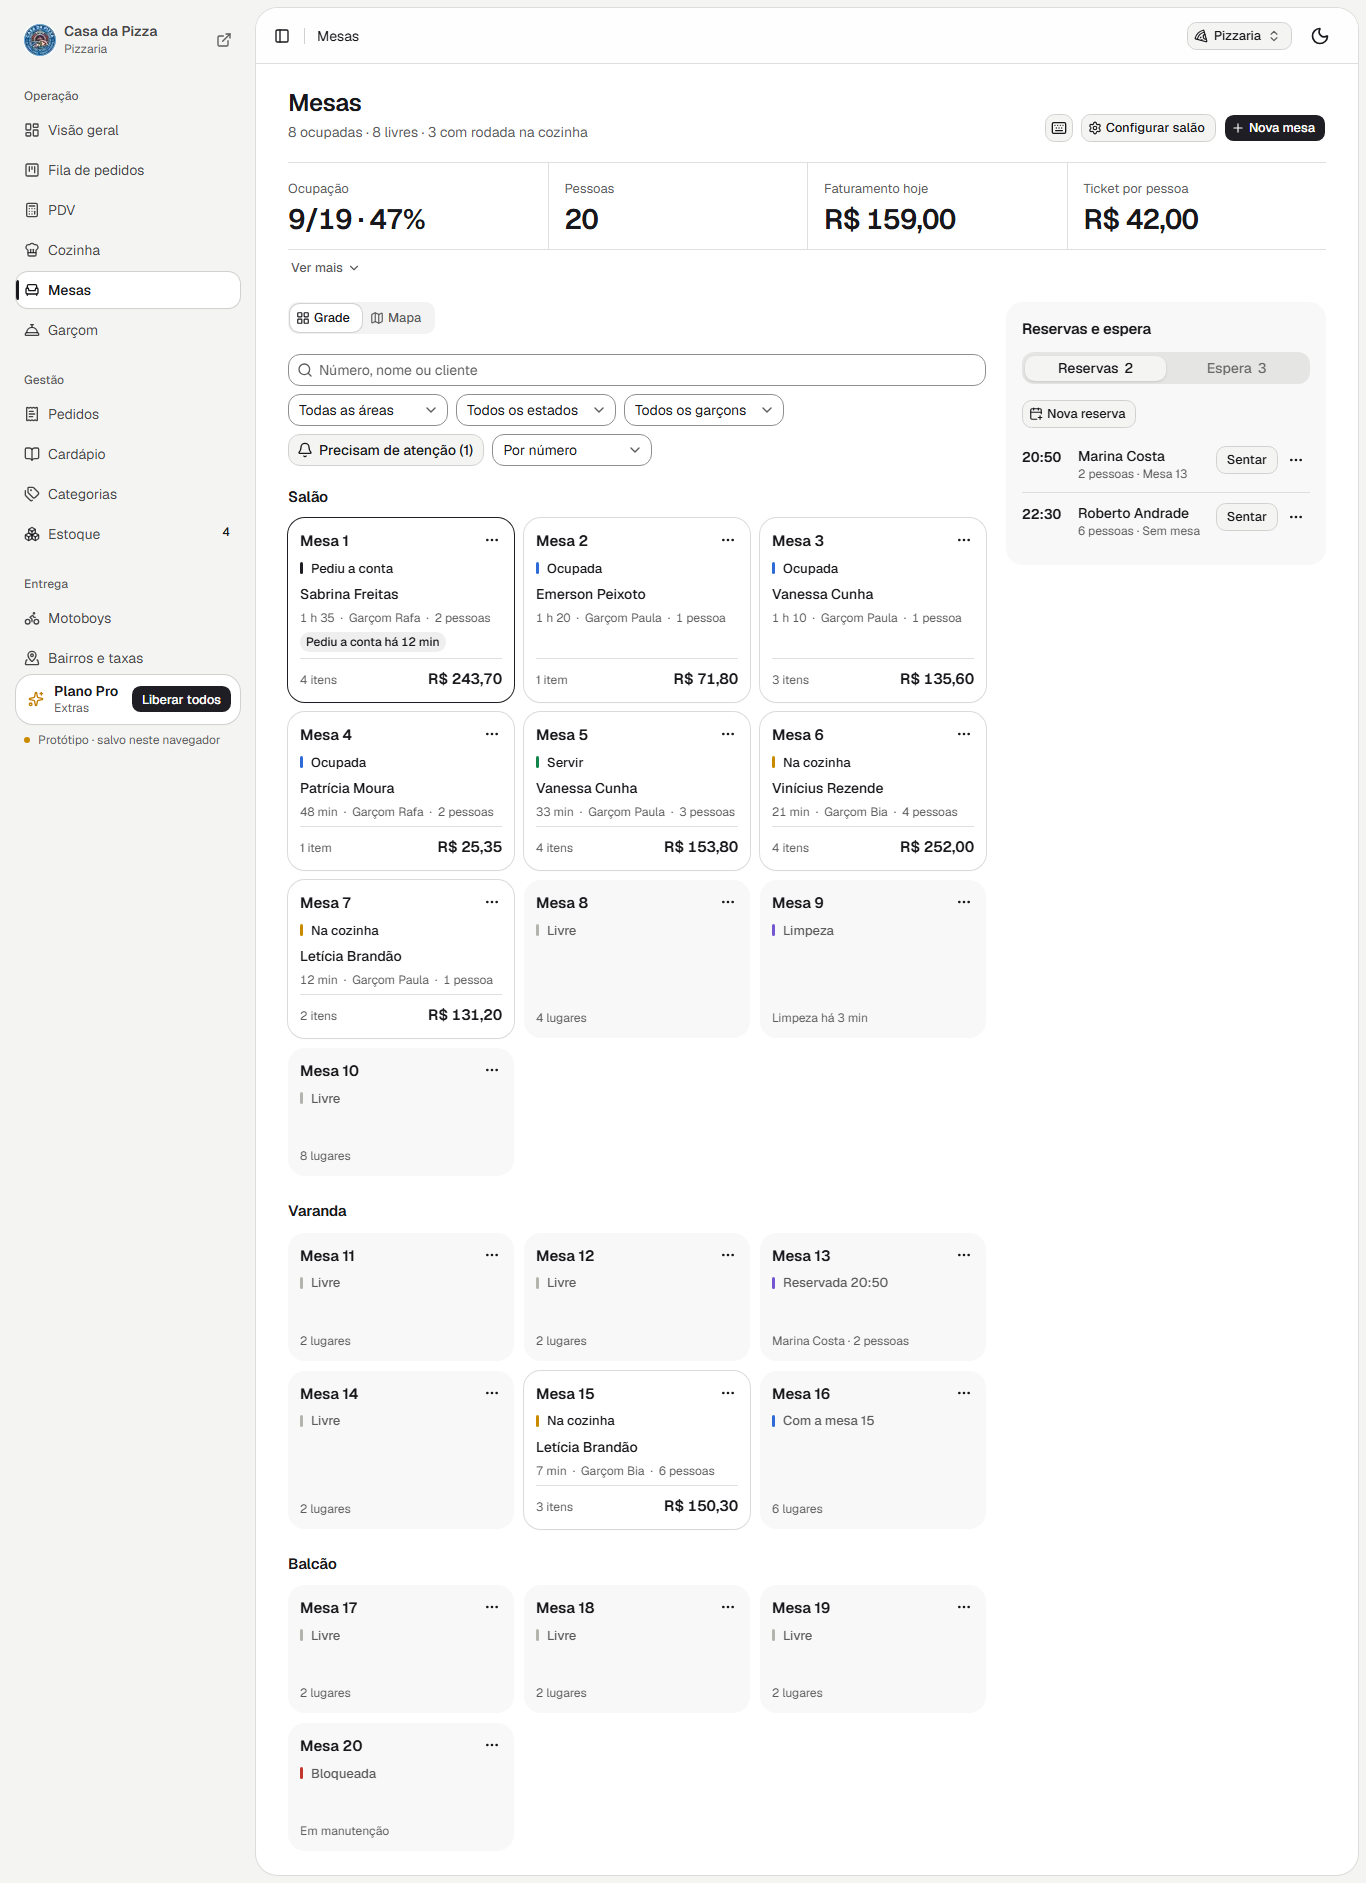 Casa da Pizza
Pizzaria
Operação
Visão geral
Fila de pedidos
PDV
Cozinha
Mesas
Garçom
Gestão
Pedidos
Cardápio
Categorias
Estoque 4
Entrega
Motoboys
Bairros e taxas
Plano Pro
Extras
Liberar todos
Protótipo · salvo neste navegador
Mesas
Pizzaria
Mesas
8 ocupadas · 8 livres · 3 com rodada na cozinha
Configurar salão
+ Nova mesa
Ocupação
9/19 · 47%
Pessoas
20
Faturamento hoje
R$ 159,00
Ticket por pessoa
R$ 42,00
Ver mais
Grade
Mapa
Número, nome ou cliente
Todas as áreas
Todos os estados
Todos os garçons
Precisam de atenção (1)
Por número
Salão
Mesa 1
Pediu a conta
Sabrina Freitas
1 h 35 · Garçom Rafa · 2 pessoas
Pediu a conta há 12 min
4 itens R$ 243,70
Mesa 2
Ocupada
Emerson Peixoto
1 h 20 · Garçom Paula · 1 pessoa
1 item R$ 71,80
Mesa 3
Ocupada
Vanessa Cunha
1 h 10 · Garçom Paula · 1 pessoa
3 itens R$ 135,60
Mesa 4
Ocupada
Patrícia Moura
48 min · Garçom Rafa · 2 pessoas
1 item R$ 25,35
Mesa 5
Servir
Vanessa Cunha
33 min · Garçom Paula · 3 pessoas
4 itens R$ 153,80
Mesa 6
Na cozinha
Vinícius Rezende
21 min · Garçom Bia · 4 pessoas
4 itens R$ 252,00
Mesa 7
Na cozinha
Letícia Brandão
12 min · Garçom Paula · 1 pessoa
2 itens R$ 131,20
Mesa 8
Livre
4 lugares
Mesa 9
Limpeza
Limpeza há 3 min
Mesa 10
Livre
8 lugares
Varanda
Mesa 11
Livre
2 lugares
Mesa 12
Livre
2 lugares
Mesa 13
Reservada 20:50
Marina Costa · 2 pessoas
Mesa 14
Livre
2 lugares
Mesa 15
Na cozinha
Letícia Brandão
7 min · Garçom Bia · 6 pessoas
3 itens R$ 150,30
Mesa 16
Com a mesa 15
6 lugares
Balcão
Mesa 17
Livre
2 lugares
Mesa 18
Livre
2 lugares
Mesa 19
Livre
2 lugares
Mesa 20
Bloqueada
Em manutenção
Reservas e espera
Reservas 2
Espera 3
Nova reserva
20:50 Marina Costa
2 pessoas · Mesa 13
Sentar
22:30 Roberto Andrade
6 pessoas · Sem mesa
Sentar